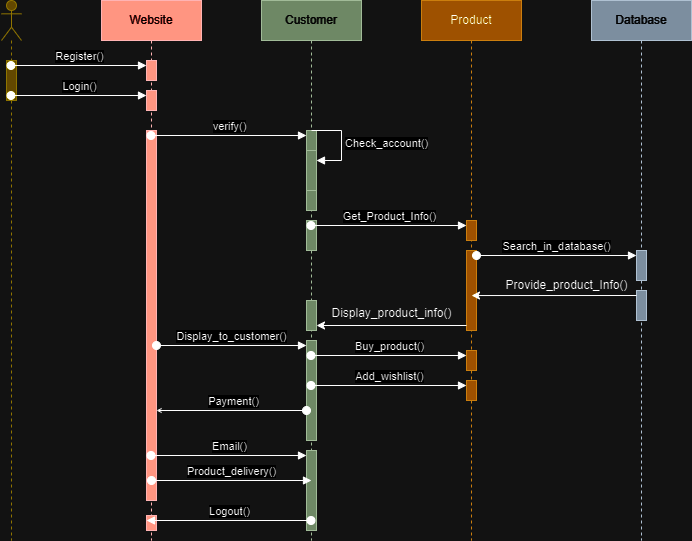 Website
Customer
Product
Database
Register()
Login()
verify()
Check_account()
Get_Product_Info()
Search_in_database()
Provide_product_Info()
Display_product_info()
Display_to_customer()
Buy_product()
Add_wishlist()
Payment()
Email()
Product_delivery()
Logout()